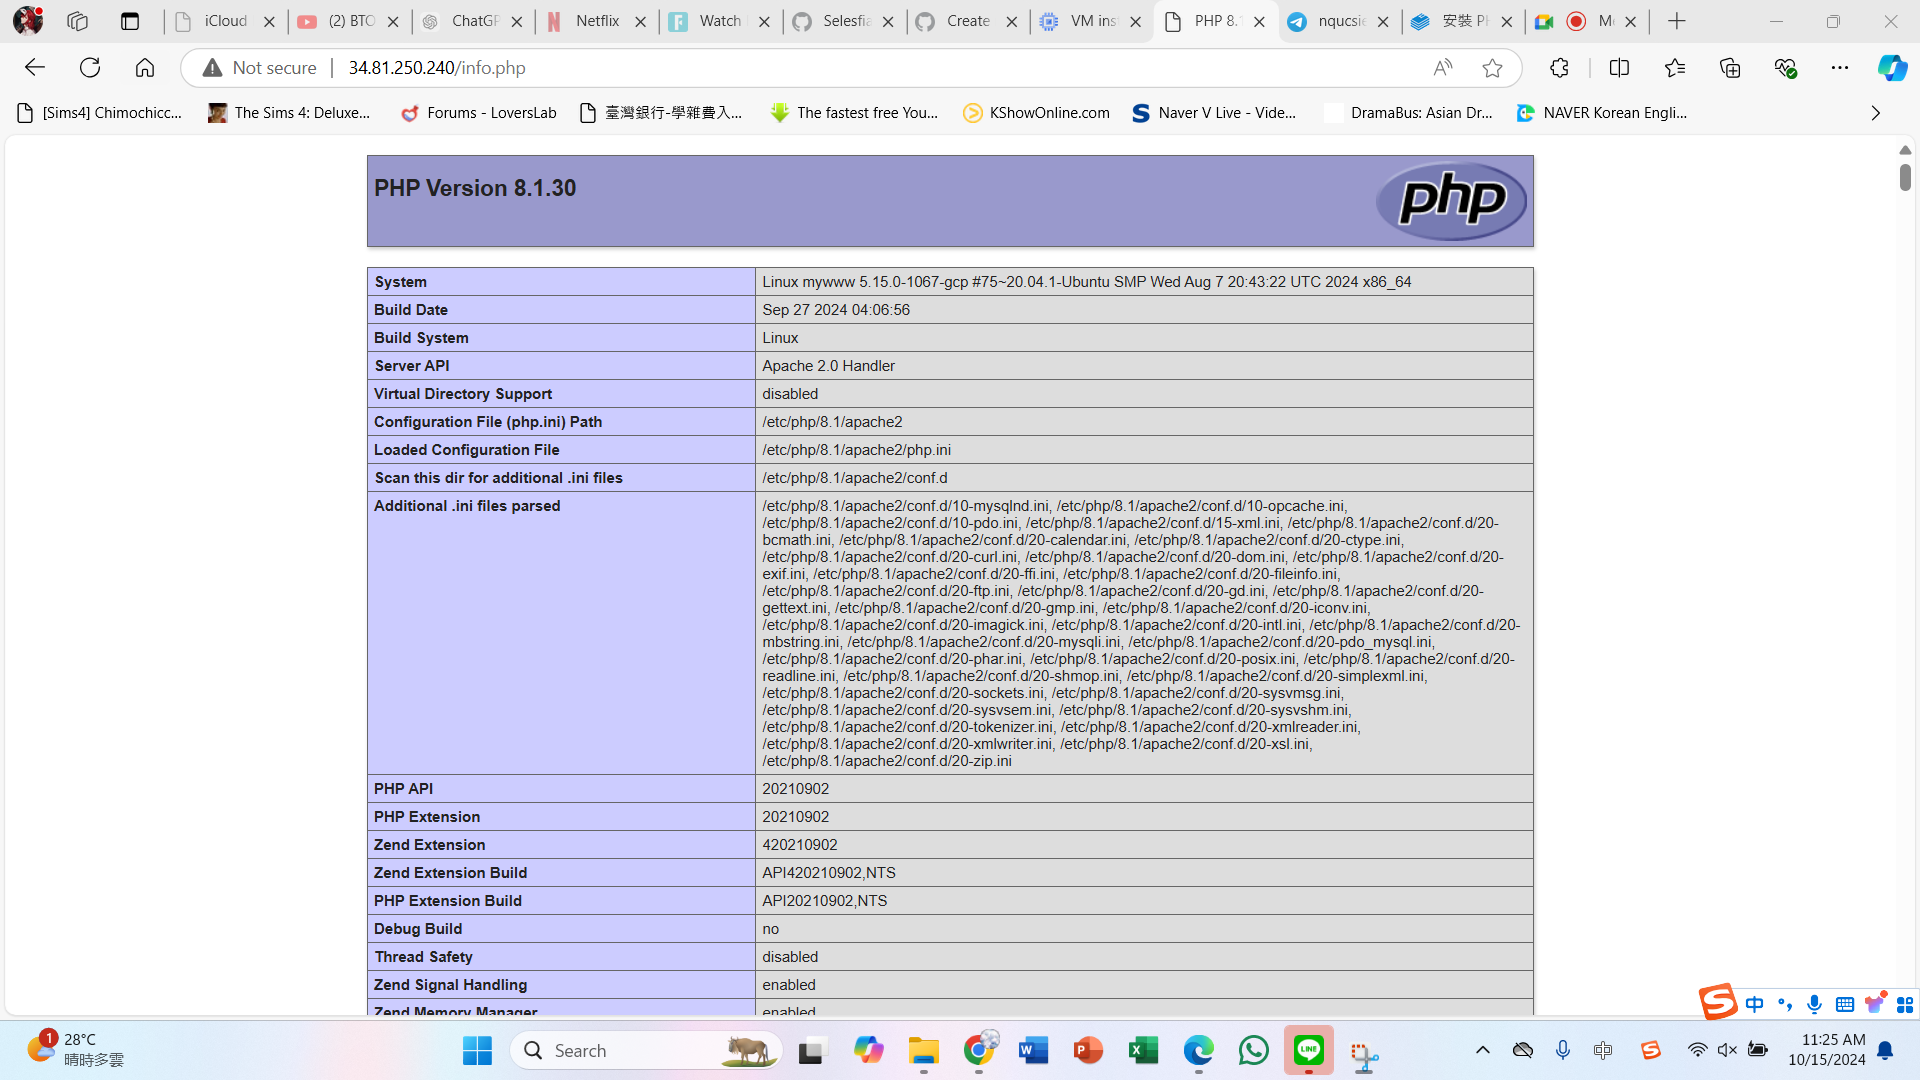 iCloud
(2) BTO
ChatGP
Netflix
Watch
Selesfia
Create
VM ins
PHP 8.1
nqucsie
安裝 PH
M
Not secure
34.81.250.240/info.php
[Sims4] Chimochicc...
The Sims 4: Deluxe...
Forums - LoversLab
臺灣銀行-學雜費入...
The fastest free You...
KShowOnline.com
Naver V Live - Vide...
DramaBus: Asian Dr...
NAVER Korean Engli...
PHP Version 8.1.30
php
System Linux mywww 5.15.0-1067-gcp #75~20.04.1-Ubuntu SMP Wed Aug 7 20:43:22 UTC 2024 x86_64
Build Date Sep 27 2024 04:06:56
Build System Linux
Server API Apache 2.0 Handler
Virtual Directory Support disabled
Configuration File (php.ini) Path /etc/php/8.1/apache2
Loaded Configuration File /etc/php/8.1/apache2/php.ini
Scan this dir for additional .ini files /etc/php/8.1/apache2/conf.d
Additional .ini files parsed /etc/php/8.1/apache2/conf.d/10-mysqlnd.ini, /etc/php/8.1/apache2/conf.d/10-opcache.ini,
/etc/php/8.1/apache2/conf.d/10-pdo.ini, /etc/php/8.1/apache2/conf.d/15-xml.ini, /etc/php/8.1/apache2/conf.d/20-
bcmath.ini, /etc/php/8.1/apache2/conf.d/20-calendar.ini, /etc/php/8.1/apache2/conf.d/20-ctype.ini,
/etc/php/8.1/apache2/conf.d/20-curl.ini, /etc/php/8.1/apache2/conf.d/20-dom.ini, /etc/php/8.1/apache2/conf.d/20-
exif.ini, /etc/php/8.1/apache2/conf.d/20-ffi.ini, /etc/php/8.1/apache2/conf.d/20-fileinfo.ini,
/etc/php/8.1/apache2/conf.d/20-ftp.ini, /etc/php/8.1/apache2/conf.d/20-gd.ini, /etc/php/8.1/apache2/conf.d/20-
gettext.ini, /etc/php/8.1/apache2/conf.d/20-gmp.ini, /etc/php/8.1/apache2/conf.d/20-iconv.ini,
/etc/php/8.1/apache2/conf.d/20-imagick.ini, /etc/php/8.1/apache2/conf.d/20-intl.ini, /etc/php/8.1/apache2/conf.d/20-
mbstring.ini, /etc/php/8.1/apache2/conf.d/20-mysqli.ini, /etc/php/8.1/apache2/conf.d/20-pdo_mysql.ini,
/etc/php/8.1/apache2/conf.d/20-phar.ini, /etc/php/8.1/apache2/conf.d/20-posix.ini, /etc/php/8.1/apache2/conf.d/20-
readline.ini, /etc/php/8.1/apache2/conf.d/20-shmop.ini, /etc/php/8.1/apache2/conf.d/20-simplexml.ini,
/etc/php/8.1/apache2/conf.d/20-sockets.ini, /etc/php/8.1/apache2/conf.d/20-sysvmsg.ini,
/etc/php/8.1/apache2/conf.d/20-sysvsem.ini, /etc/php/8.1/apache2/conf.d/20-sysvshm.ini,
/etc/php/8.1/apache2/conf.d/20-tokenizer.ini, /etc/php/8.1/apache2/conf.d/20-xmlreader.ini,
/etc/php/8.1/apache2/conf.d/20-xmlwriter.ini, /etc/php/8.1/apache2/conf.d/20-xsl.ini,
/etc/php/8.1/apache2/conf.d/20-zip.ini
PHP API 20210902
PHP Extension 20210902
Zend Extension 420210902
Zend Extension Build API420210902,NTS
PHP Extension Build API20210902,NTS
Debug Build no
Thread Safety disabled
Zend Signal Handling enabled
Zend Memory Manager enabled
中
1
28°C
晴時多雲
Search
LINE
中
11:25 AM
10/15/2024